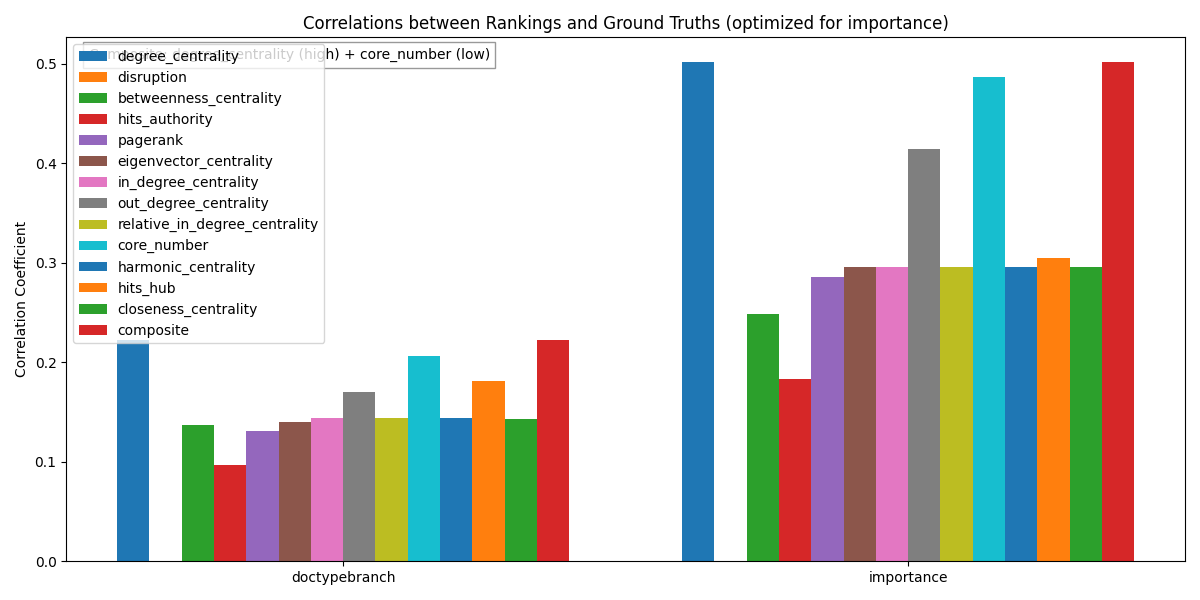 Correlations between Rankings and Ground Truths (optimized for importance)
Composite: degree_centrality (high) + core_number (low)
degree_centrality
disruption
betweenness_centrality
hits_authority
pagerank
eigenvector_centrality
in_degree_centrality
out_degree_centrality
relative_in_degree_centrality
core_number
harmonic_centrality
hits_hub
closeness_centrality
composite
Correlation Coefficient
0.5
0.4
0.3
0.2
0.1
0.0
doctypebranch
importance